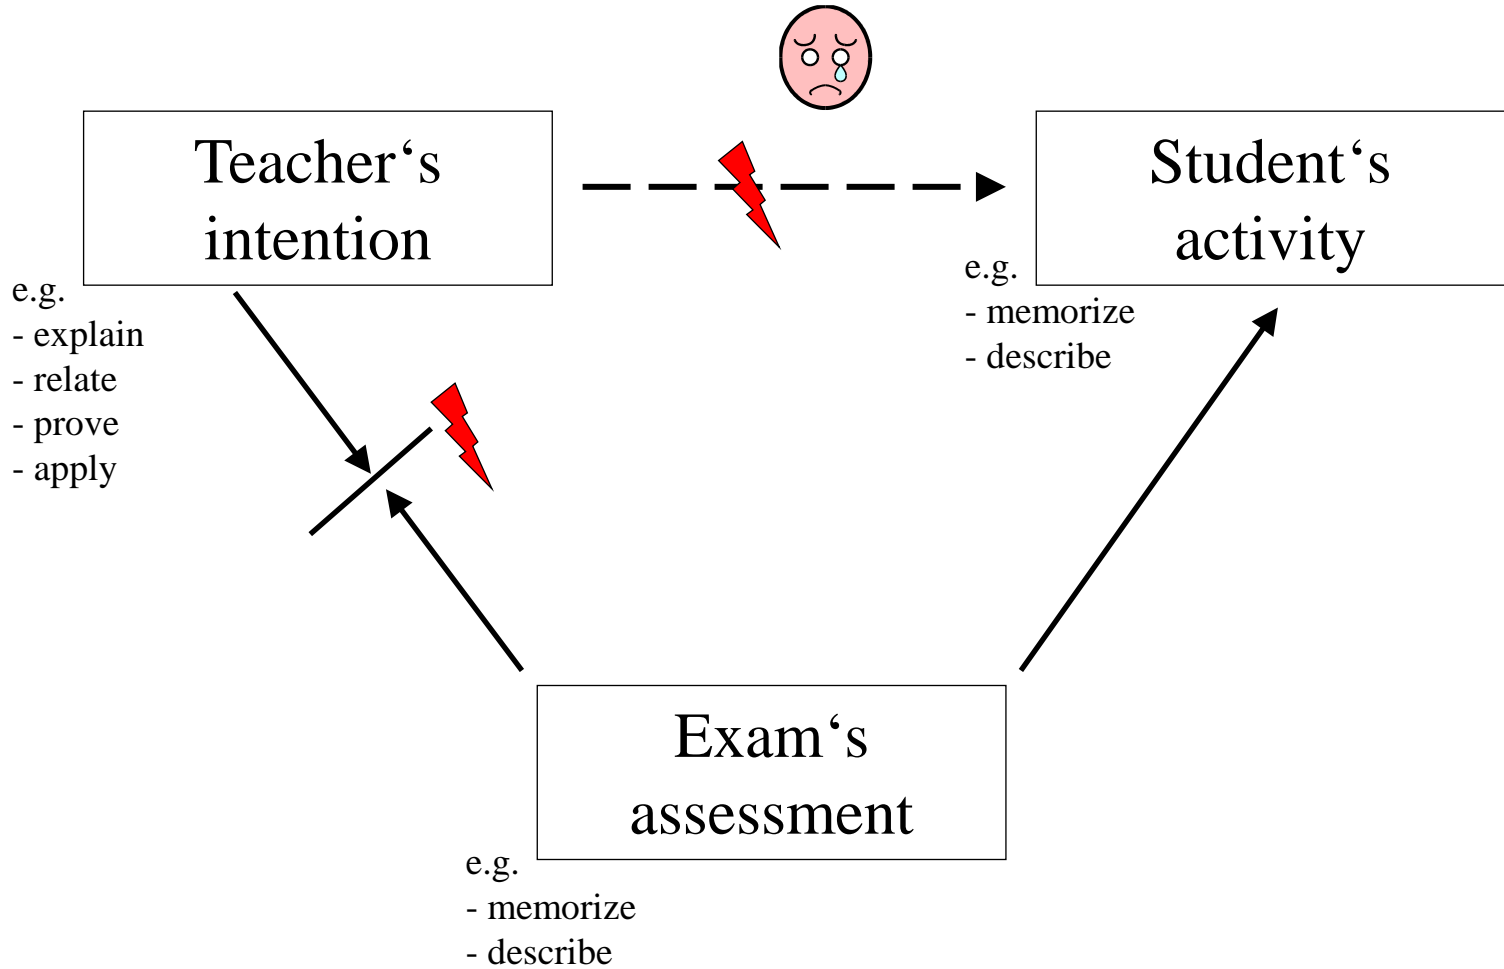 Teacher‘s
intention
e.g.
- explain
- relate
- prove
- apply
Student‘s
activity
e.g.
- memorize
- describe
Exam‘s
assessment
e.g.
- memorize
- describe